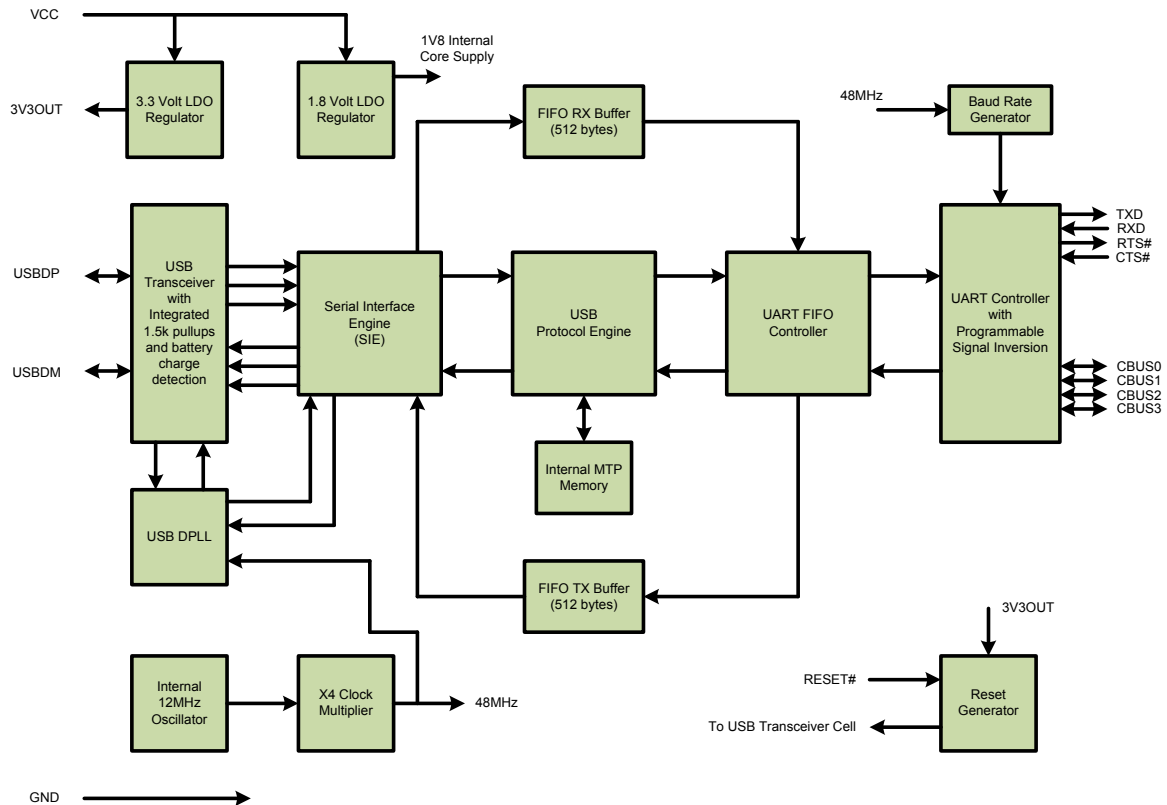 VCC
1V8 Internal
Core Supply
3V3OUT
3.3 Volt LDO
Regulator
1.8 Volt LDO
Regulator
FIFO RX Buffer
(512 bytes)
48MHz
Baud Rate
Generator
USBDP
USBDM
USB
Transceiver
with
Integrated
1.5k pullups
and battery
charge
detection
Serial Interface
Engine
(SIE)
USB
Protocol Engine
UART FIFO
Controller
UART Controller
with
Programmable
Signal Inversion
TXD
RXD
RTS#
CTS#
CBUS0
CBUS1
CBUS2
CBUS3
Internal MTP
Memory
USB DPLL
FIFO TX Buffer
(512 bytes)
3V3OUT
Internal
12MHz
Oscillator
X4 Clock
Multiplier
48MHz
RESET#
To USB Transceiver Cell
Reset
Generator
GND